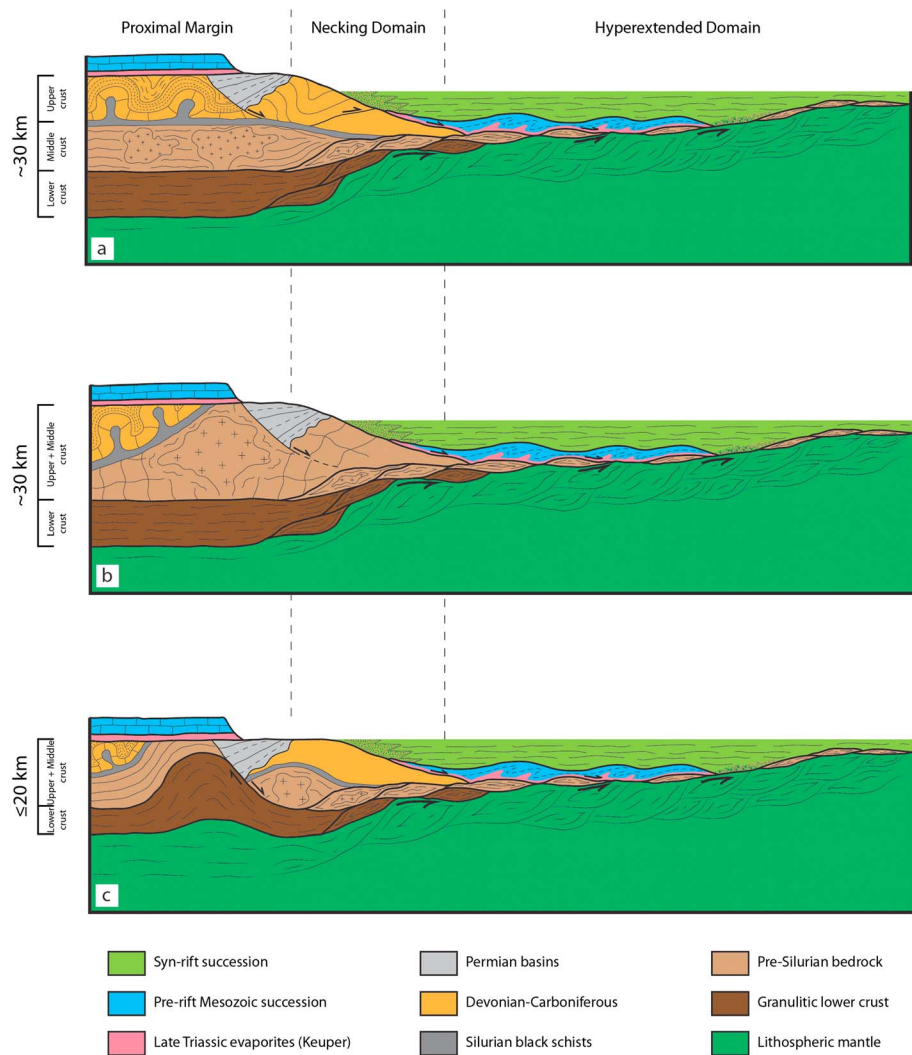 Proximal Margin
Necking Domain
Hyperextended Domain
~30 km
Upper
crust
Middle
crust
Lower
crust
a
~30 km
Upper + Middle
crust
Lower
crust
b
≤20 km
Upper + Middle
crust
Lower
crust
c
Syn-rift succession
Permian basins
Pre-Silurian bedrock
Pre-rift Mesozoic succession
Devonian-Carboniferous
Granulitic lower crust
Late Triassic evaporites (Keuper)
Silurian black schists
Lithospheric mantle